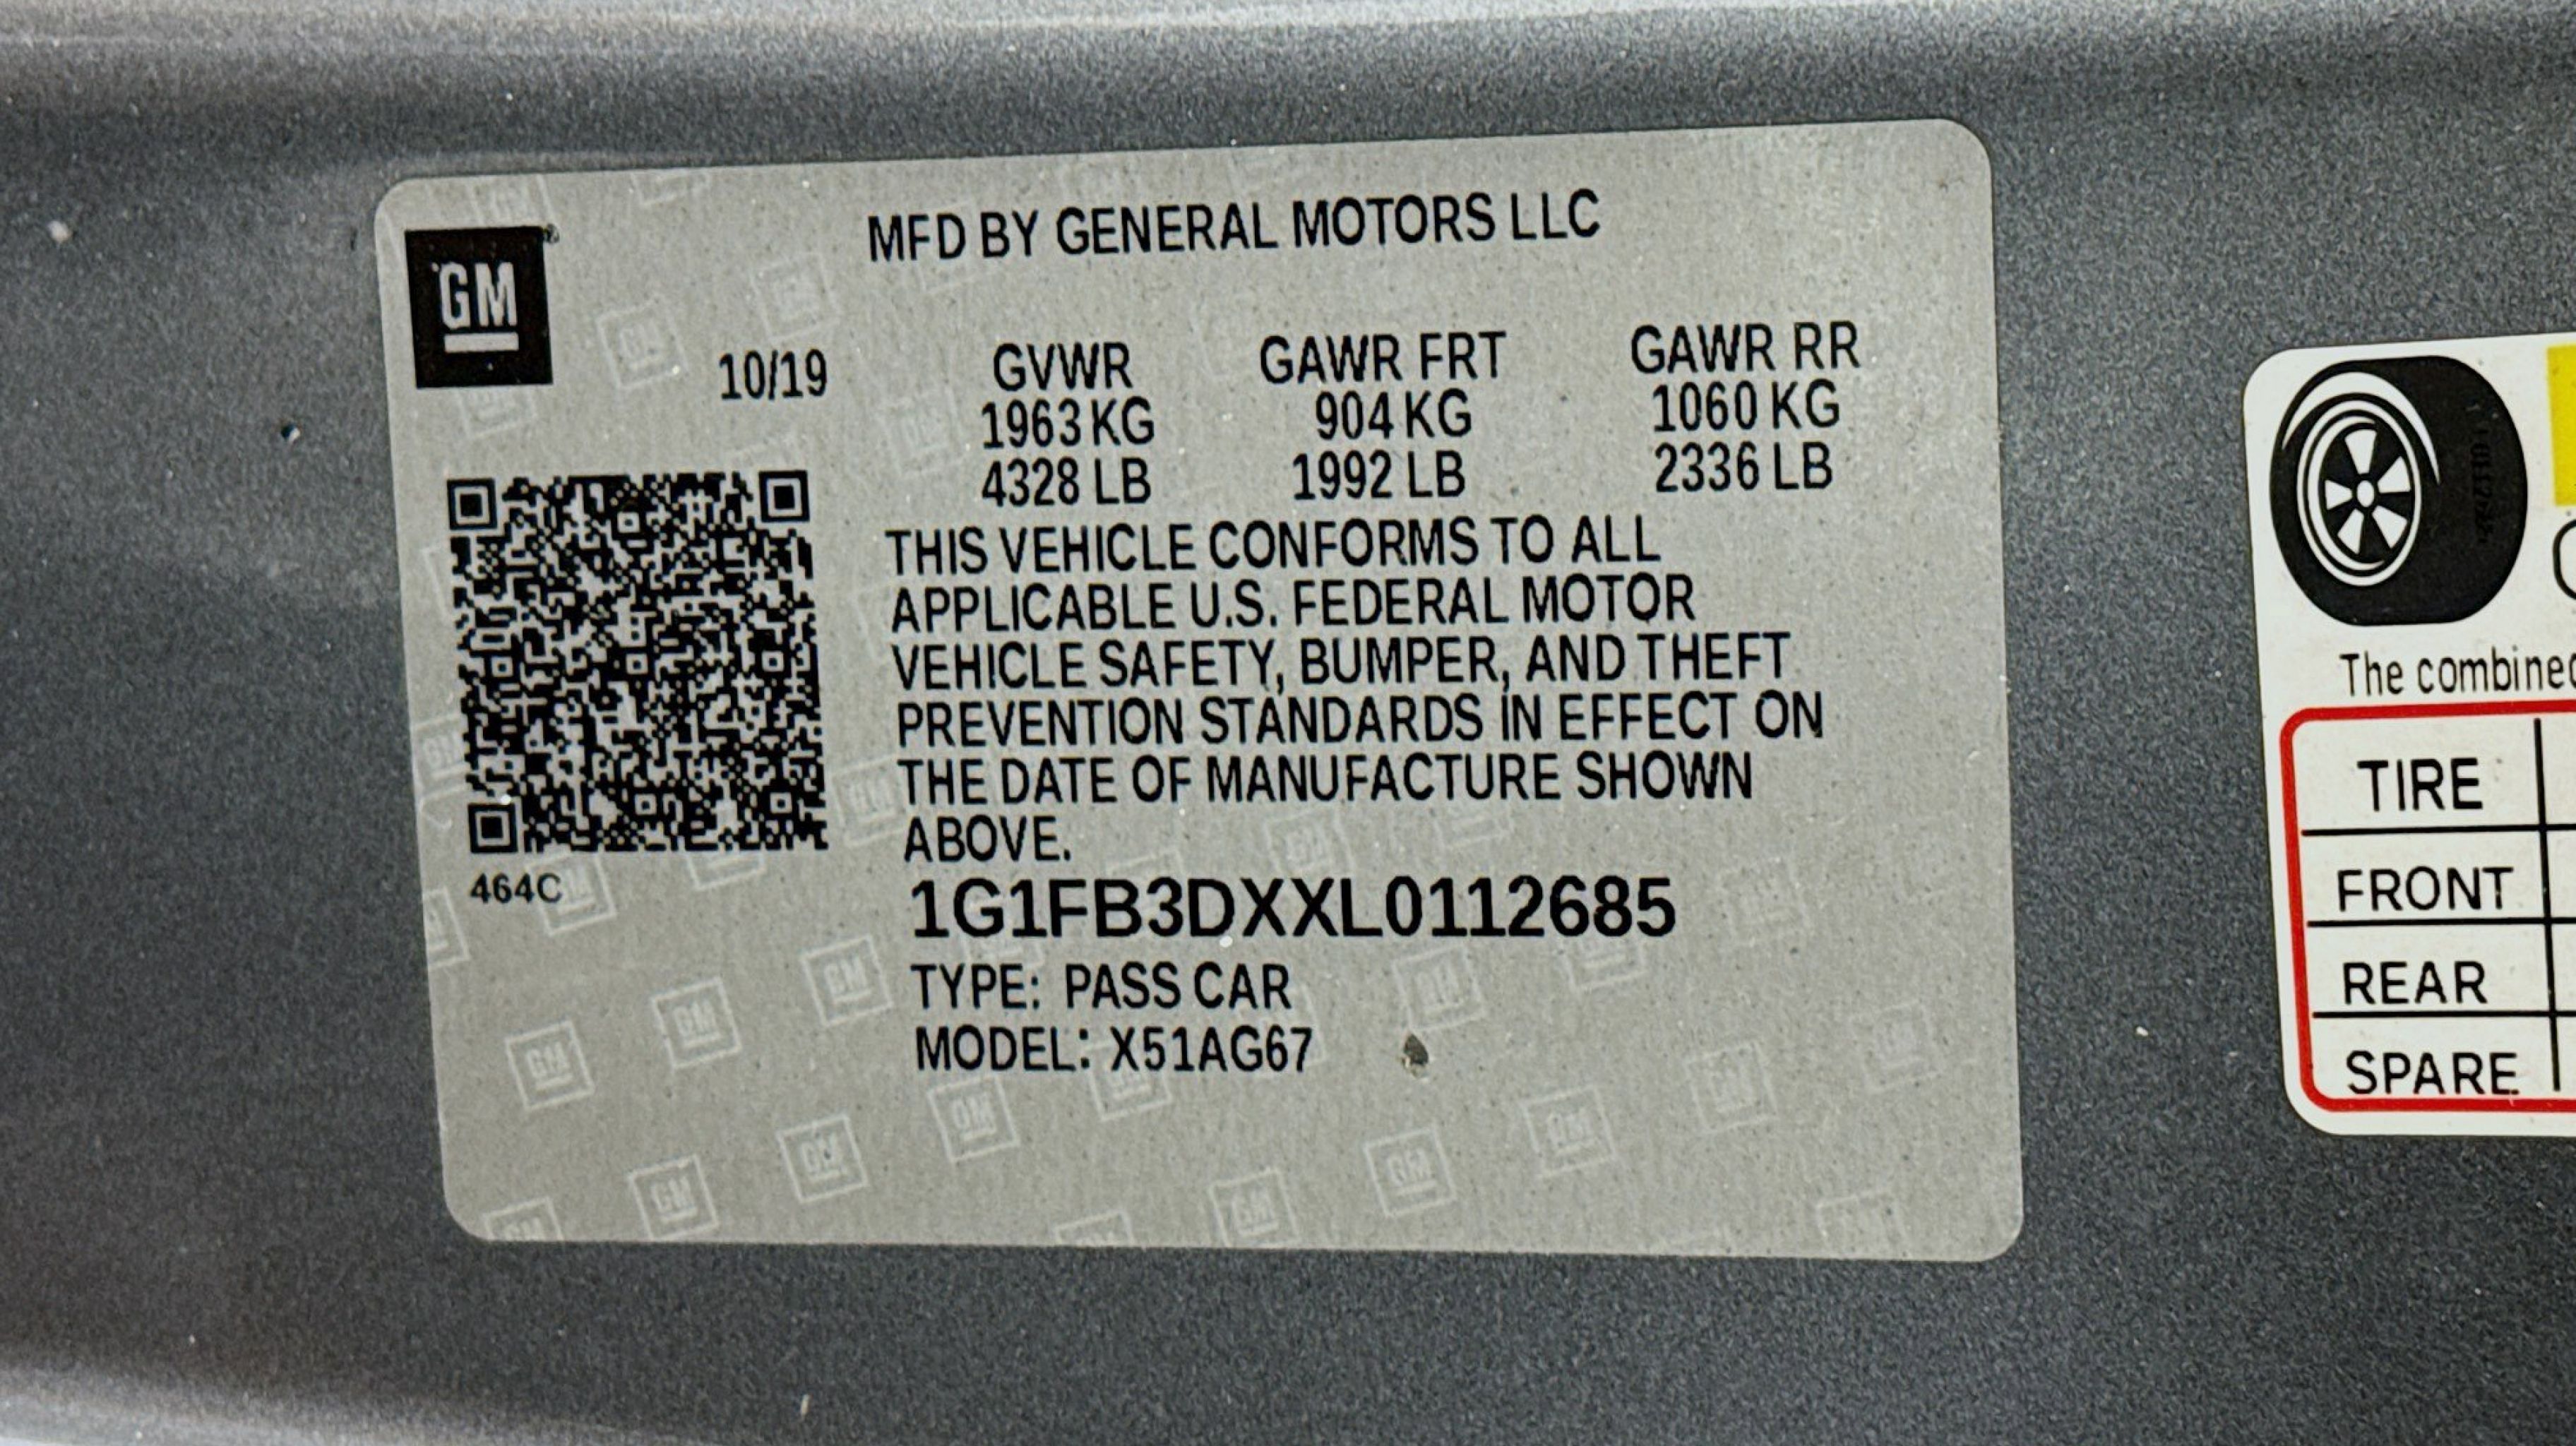 MFD BY GENERAL MOTORS LLC
GM
10/19
GVWR GAWR FRT GAWR RR
1963 KG 904 KG 1060 KG
4328 LB 1992 LB 2336 LB
THIS VEHICLE CONFORMS TO ALL
APPLICABLE U.S. FEDERAL MOTOR
VEHICLE SAFETY, BUMPER, AND THEFT
PREVENTION STANDARDS IN EFFECT ON
THE DATE OF MANUFACTURE SHOWN
ABOVE.
464C
1G1FB3DXXL0112685
TYPE: PASS CAR
MODEL: X51AG67
The combined
TIRE
FRONT
REAR
SPARE